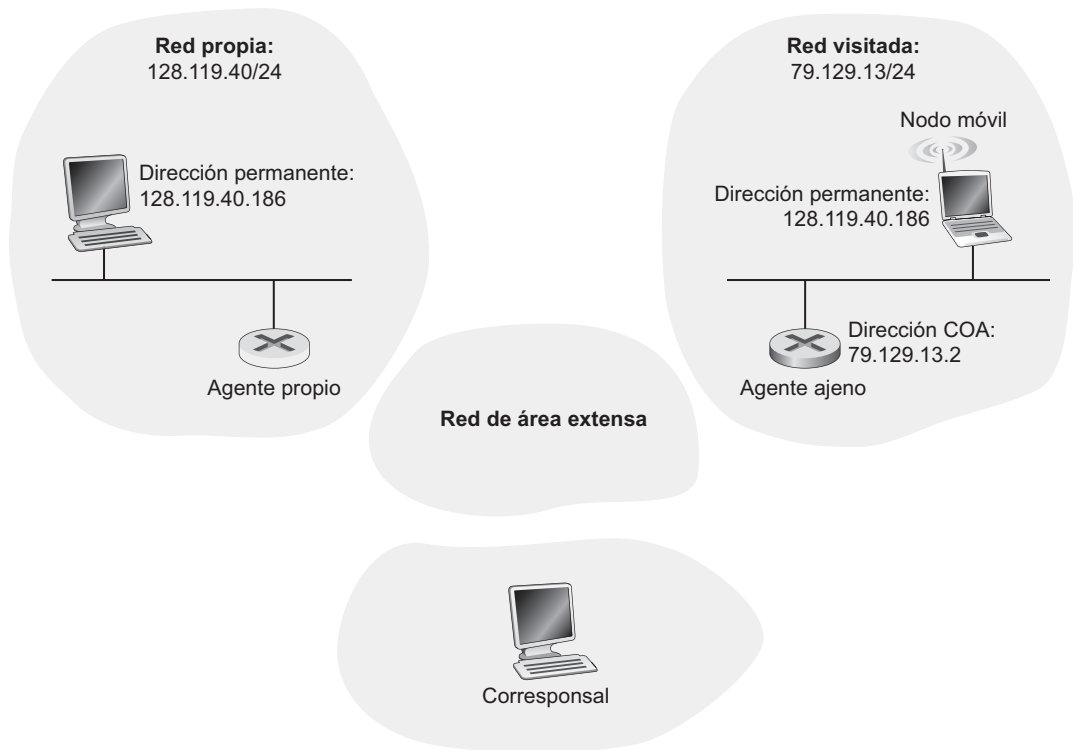 Red propia:
128.119.40/24
Dirección permanente:
128.119.40.186
Agente propio
Red visitada:
79.129.13/24
Nodo móvil
Dirección permanente:
128.119.40.186
Dirección COA:
79.129.13.2
Agente ajeno
Red de área extensa
Corresponsal